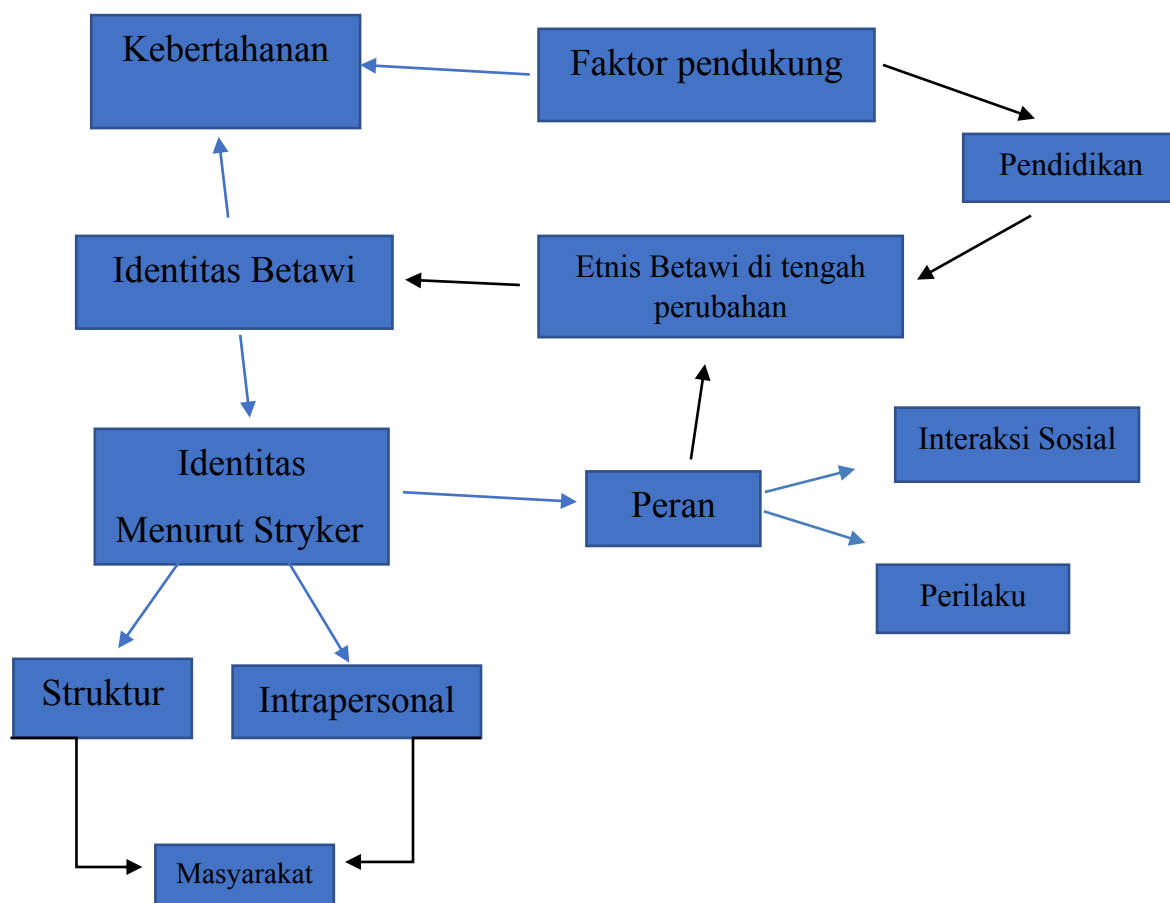 Kebertahanan
Faktor pendukung
Pendidikan
Identitas Betawi
Etnis Betawi di tengah
perubahan
Identitas
Menurut Stryker
Interaksi Sosial
Peran
Perilaku
Struktur
Intrapersonal
Masyarakat